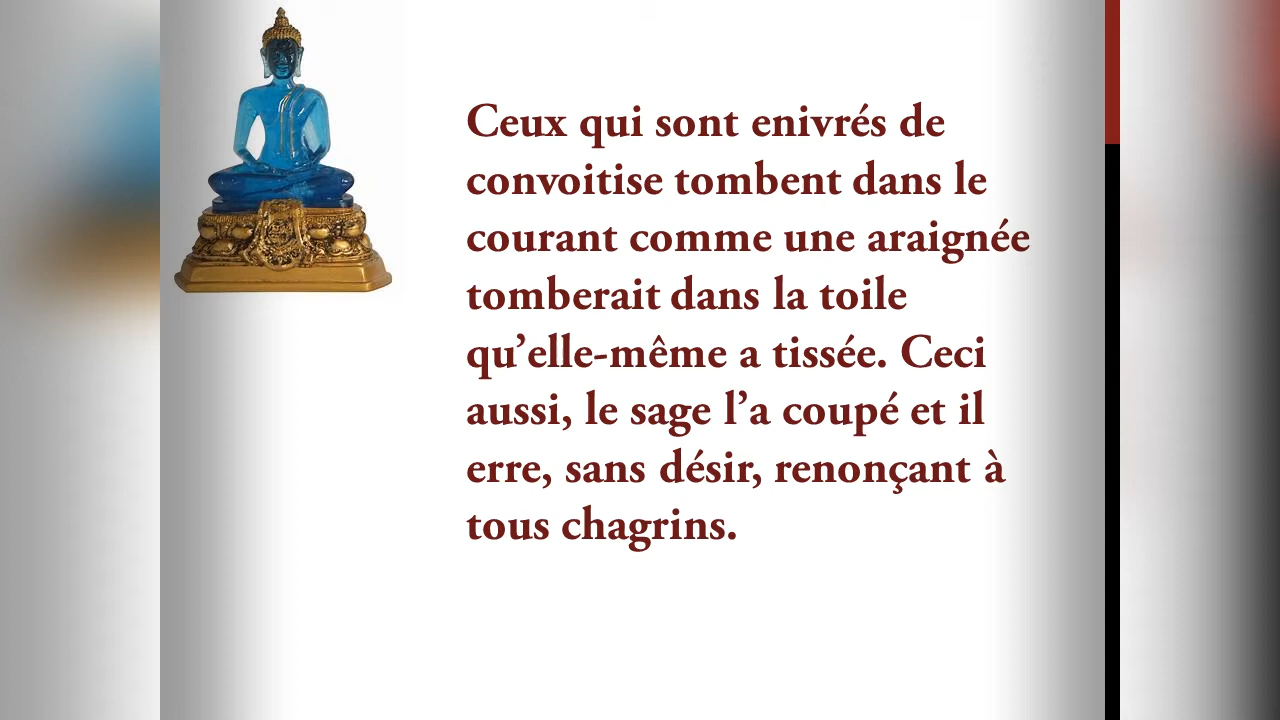 Ceux qui sont enivrés de
convoitise tombent dans le
courant comme une araignée
tomberait dans la toile
qu’elle-même a tissée. Ceci
aussi, le sage l’a coupé et il
erre, sans désir, renonçant à
tous chagrins.